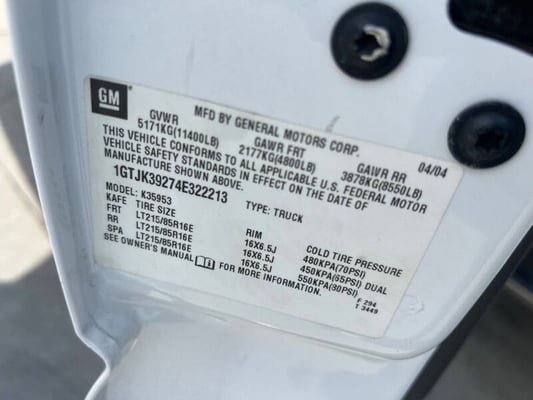 GM
MFD BY GENERAL MOTORS CORP. 04/04
GVWR GAWR FRT GAWR RR
5171KG(11400LB) 2177KG(4800LB) 3878KG(8550LB)
THIS VEHICLE CONFORMS TO ALL APPLICABLE U.S. FEDERAL MOTOR
VEHICLE SAFETY STANDARDS IN EFFECT ON THE DATE OF
MANUFACTURE SHOWN ABOVE.
1GTJK39274E322213 TYPE: TRUCK
MODEL: K35953
KAFE TIRE SIZE RIM COLD TIRE PRESSURE
FRT LT215/85R16E 16X6.5J 480KPA(70PSI)
RR LT215/85R16E 16X6.5J 450KPA(65PSI) DUAL
SPA LT215/85R16E 16X6.5J 550KPA(80PSI)
SEE OWNER'S MANUAL FOR MORE INFORMATION.
F 294
T 3449